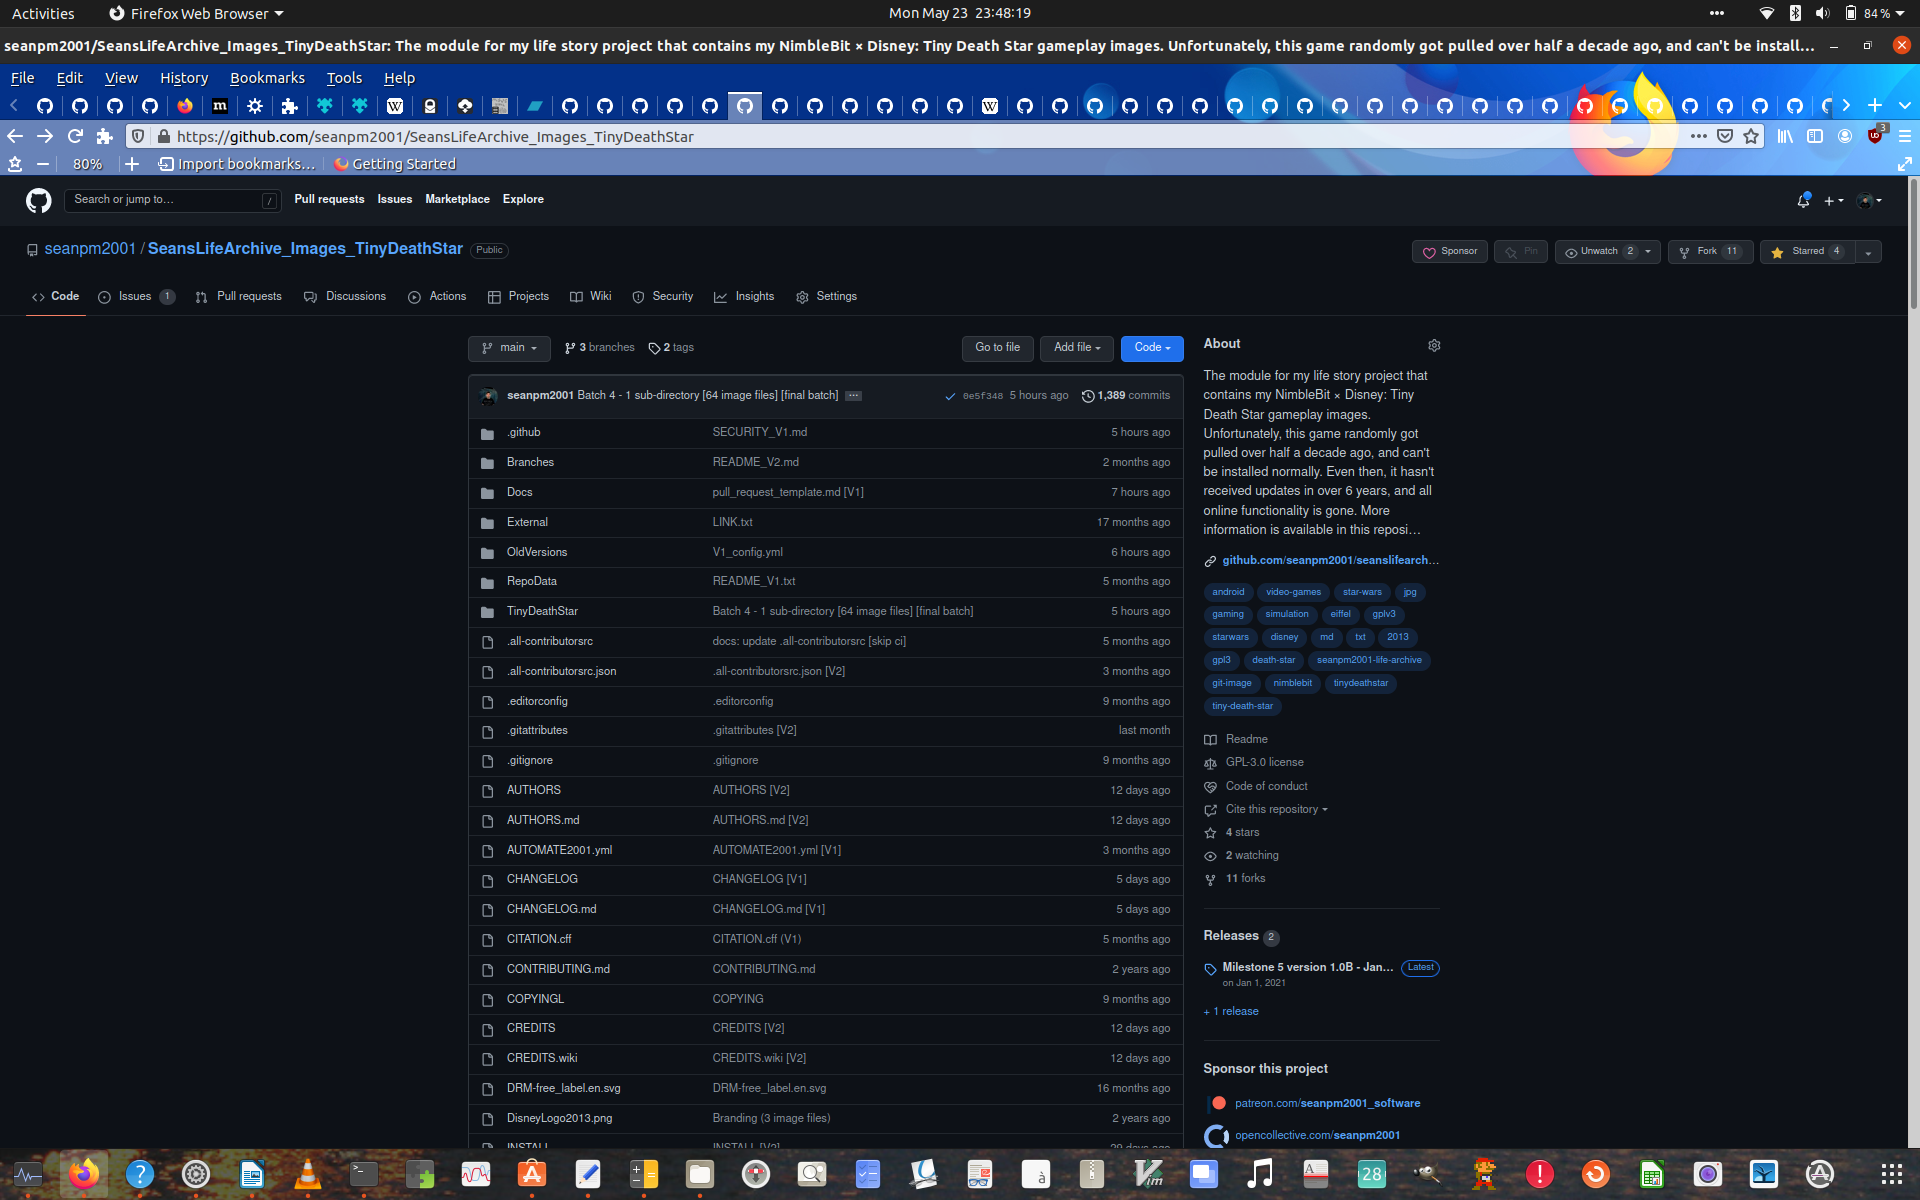 Activities
Firefox Web Browser
Mon May 23 23:48:19
84 %
seanpm2001/SeansLifeArchive_Images_TinyDeathStar: The module for my life story project that contains my NimbleBit × Disney: Tiny Death Star gameplay images. Unfortunately, this game randomly got pulled over half a decade ago, and can't be install...
File Edit View History Bookmarks Tools Help
https://github.com/seanpm2001/SeansLifeArchive_Images_TinyDeathStar
3
80%
Import bookmarks...
Getting Started
Search or jump to...
/
Pull requests Issues Marketplace Explore
seanpm2001 / SeansLifeArchive_Images_TinyDeathStar Public
Sponsor
Pin
Unwatch 2
Fork 11
Starred 4
Code
Issues 1
Pull requests
Discussions
Actions
Projects
Wiki
Security
Insights
Settings
main
3 branches
2 tags
Go to file
Add file
Code
seanpm2001 Batch 4 - 1 sub-directory [64 image files] [final batch] ...
0e5f348 5 hours ago 1,389 commits
.github SECURITY_V1.md 5 hours ago
Branches README_V2.md 2 months ago
Docs pull_request_template.md [V1] 7 hours ago
External LINK.txt 17 months ago
OldVersions V1_config.yml 6 hours ago
RepoData README_V1.txt 5 months ago
TinyDeathStar Batch 4 - 1 sub-directory [64 image files] [final batch] 5 hours ago
.all-contributorsrc docs: update .all-contributorsrc [skip ci] 5 months ago
.all-contributorsrc.json .all-contributorsrc.json [V2] 3 months ago
.editorconfig .editorconfig 9 months ago
.gitattributes .gitattributes [V2] last month
.gitignore .gitignore 9 months ago
AUTHORS AUTHORS [V2] 12 days ago
AUTHORS.md AUTHORS.md [V2] 12 days ago
AUTOMATE2001.yml AUTOMATE2001.yml [V1] 3 months ago
CHANGELOG CHANGELOG [V1] 5 days ago
CHANGELOG.md CHANGELOG.md [V1] 5 days ago
CITATION.cff CITATION.cff (V1) 5 months ago
CONTRIBUTING.md CONTRIBUTING.md 2 years ago
COPYINGL COPYING 9 months ago
CREDITS CREDITS [V2] 12 days ago
CREDITS.wiki CREDITS.wiki [V2] 12 days ago
DRM-free_label.en.svg DRM-free_label.en.svg 16 months ago
DisneyLogo2013.png Branding (3 image files) 2 years ago
INSTALL INSTALL [V2]
About
The module for my life story project that
contains my NimbleBit × Disney: Tiny
Death Star gameplay images.
Unfortunately, this game randomly got
pulled over half a decade ago, and can't
be installed normally. Even then, it hasn't
received updates in over 6 years, and all
online functionality is gone. More
information is available in this reposi...
github.com/seanpm2001/seanslifearch...
android video-games star-wars jpg
gaming simulation eiffel gplv3
starwars disney md txt 2013
gpl3 death-star seanpm2001-life-archive
git-image nimblebit tinydeathstar
tiny-death-star
Readme
GPL-3.0 license
Code of conduct
Cite this repository
4 stars
2 watching
11 forks
Releases 2
Milestone 5 version 1.0B - Jan... Latest
on Jan 1, 2021
+ 1 release
Sponsor this project
patreon.com/seanpm2001_software
opencollective.com/seanpm2001
28